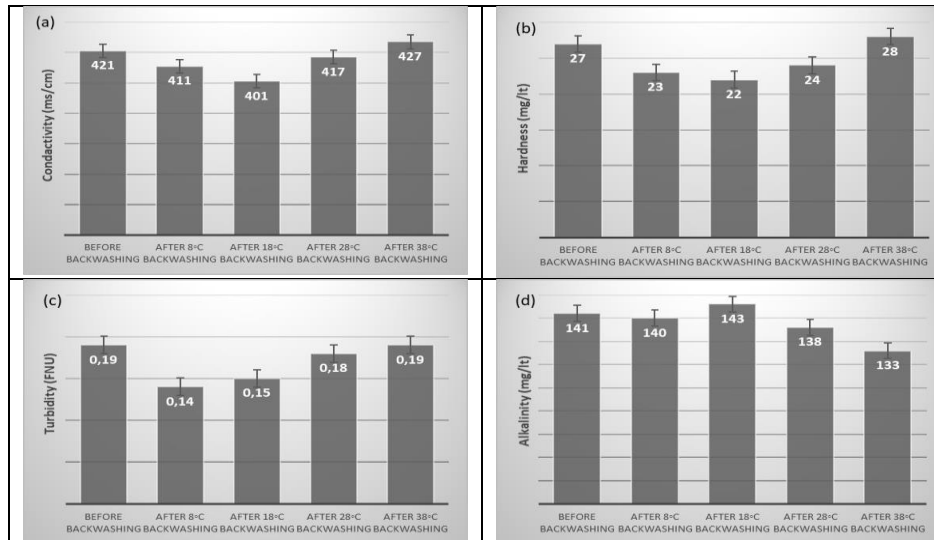 (a)
Condactivity (ms/cm)
421
411
401
417
427
BEFORE AFTER 8°C AFTER 18°C AFTER 28°C AFTER 38°C
BACKWASHING BACKWASHING BACKWASHING BACKWASHING BACKWASHING
(b)
Hardness (mg/lt)
27
23
22
24
28
BEFORE AFTER 8°C AFTER 18°C AFTER 28°C AFTER 38°C
BACKWASHING BACKWASHING BACKWASHING BACKWASHING BACKWASHING
(c)
Turbidity (FNU)
0,19
0,14
0,15
0,18
0,19
BEFORE AFTER 8°C AFTER 18°C AFTER 28°C AFTER 38°C
BACKWASHING BACKWASHING BACKWASHING BACKWASHING BACKWASHING
(d)
Alkalinity (mg/lt)
141
140
143
138
133
BEFORE AFTER 8°C AFTER 18°C AFTER 28°C AFTER 38°C
BACKWASHING BACKWASHING BACKWASHING BACKWASHING BACKWASHING